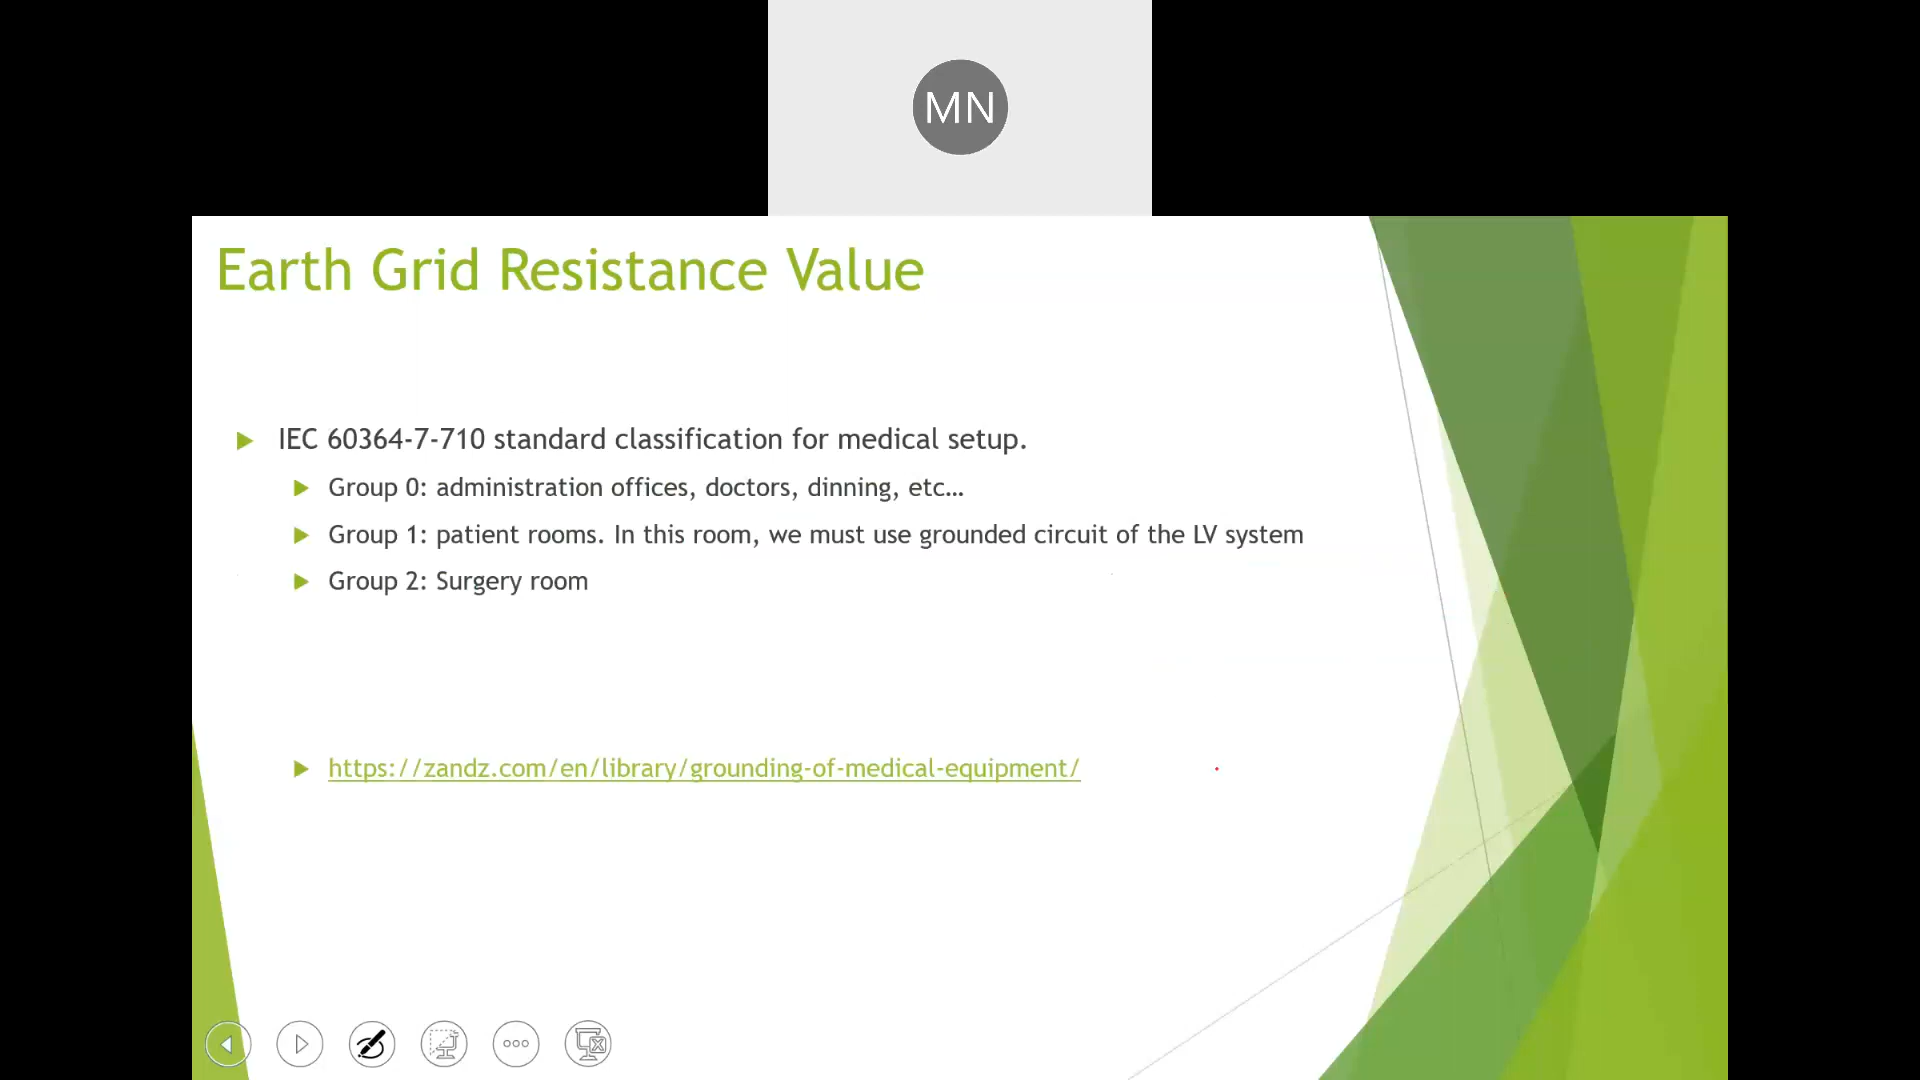 MN
Earth Grid Resistance Value
IEC 60364-7-710 standard classification for medical setup.
Group 0: administration offices, doctors, dinning, etc…
Group 1: patient rooms. In this room, we must use grounded circuit of the LV system
Group 2: Surgery room
https://zandz.com/en/library/grounding-of-medical-equipment/